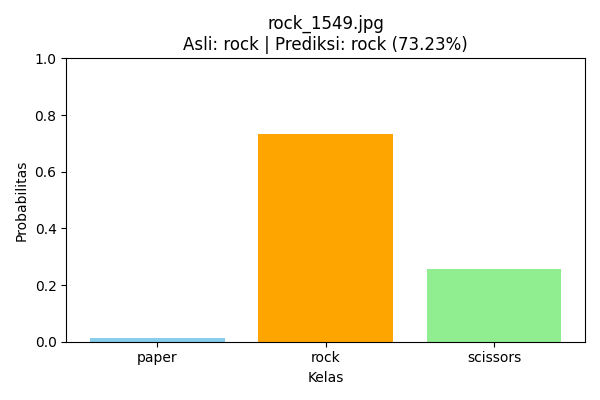 rock_1549.jpg
Asli: rock | Prediksi: rock (73.23%)
1.0
0.8
0.6
0.4
0.2
0.0
Probabilitas
paper
rock
scissors
Kelas